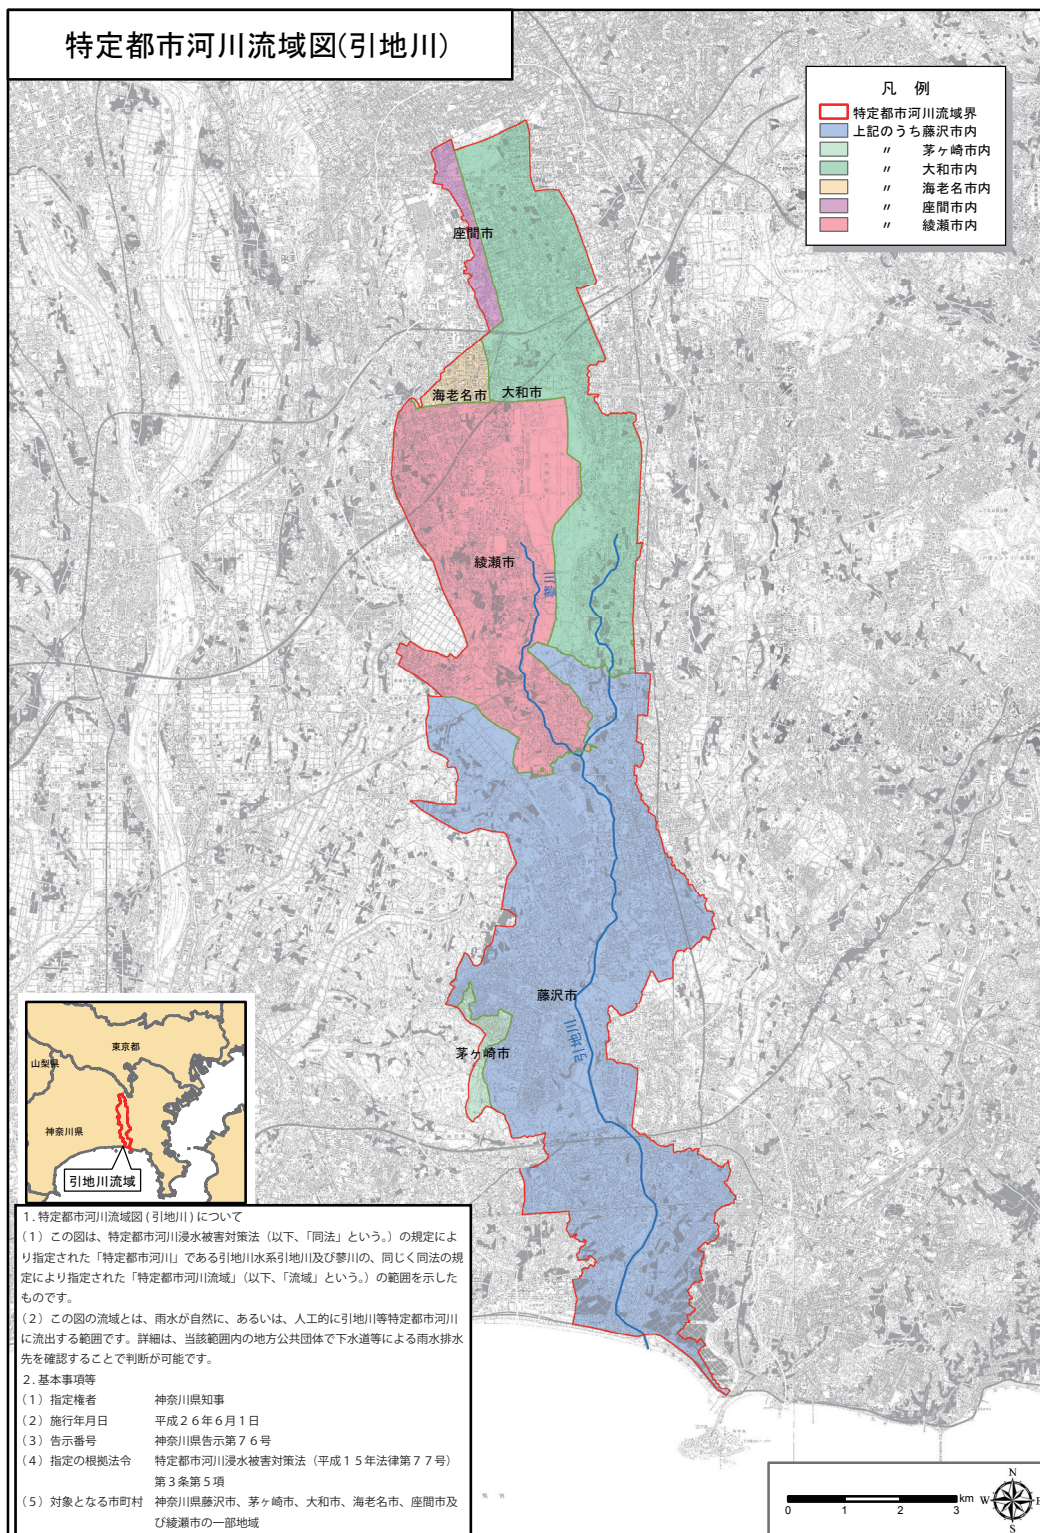 特定都市河川流域図(引地川)
凡　例
特定都市河川流域界
上記のうち藤沢市内
〃　茅ヶ崎市内
〃　大和市内
〃　海老名市内
〃　座間市内
〃　綾瀬市内
座間市
海老名市
大和市
綾瀬市
蓼川
藤沢市
引地川
茅ヶ崎市
東京都
山梨県
神奈川県
引地川流域
1. 特定都市河川流域図(引地川)について
(1)この図は、特定都市河川浸水被害対策法(以下、「同法」という。)の規定によ
り指定された「特定都市河川」である引地川水系引地川及び蓼川の、同じく同法の規
定により指定された「特定都市河川流域」(以下、「流域」という。)の範囲を示した
ものです。
(2)この図の流域とは、雨水が自然に、あるいは、人工的に引地川等特定都市河川
に流出する範囲です。詳細は、当該範囲内の地方公共団体で下水道等による雨水排水
先を確認することで判断が可能です。
2. 基本事項等
(1)指定権者　神奈川県知事
(2)施行年月日　平成26年6月1日
(3)告示番号　神奈川県告示第76号
(4)指定の根拠法令　特定都市河川浸水被害対策法(平成15年法律第77号)
第3条第5項
(5)対象となる市町村　神奈川県藤沢市、茅ヶ崎市、大和市、海老名市、座間市及
び綾瀬市の一部地域
0 1 2 3 km
N
W E
S